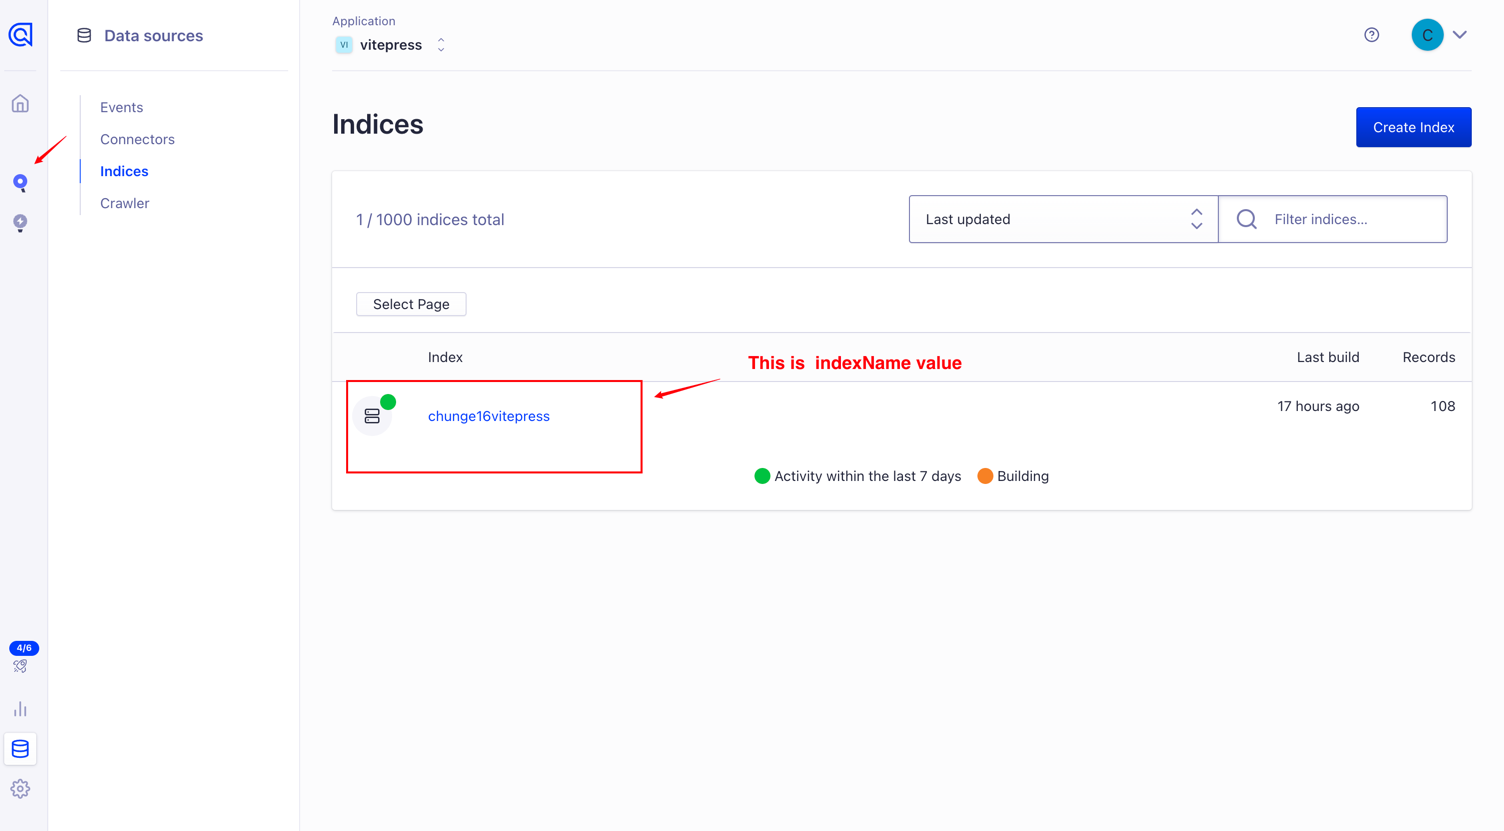 Data sources
Events
Connectors
Indices
Crawler
4/6
Application
VI vitepress
C
Indices
Create Index
1 / 1000 indices total
Last updated
Filter indices...
Select Page
Index
This is indexName value
Last build
Records
chunge16vitepress
17 hours ago
108
Activity within the last 7 days
Building